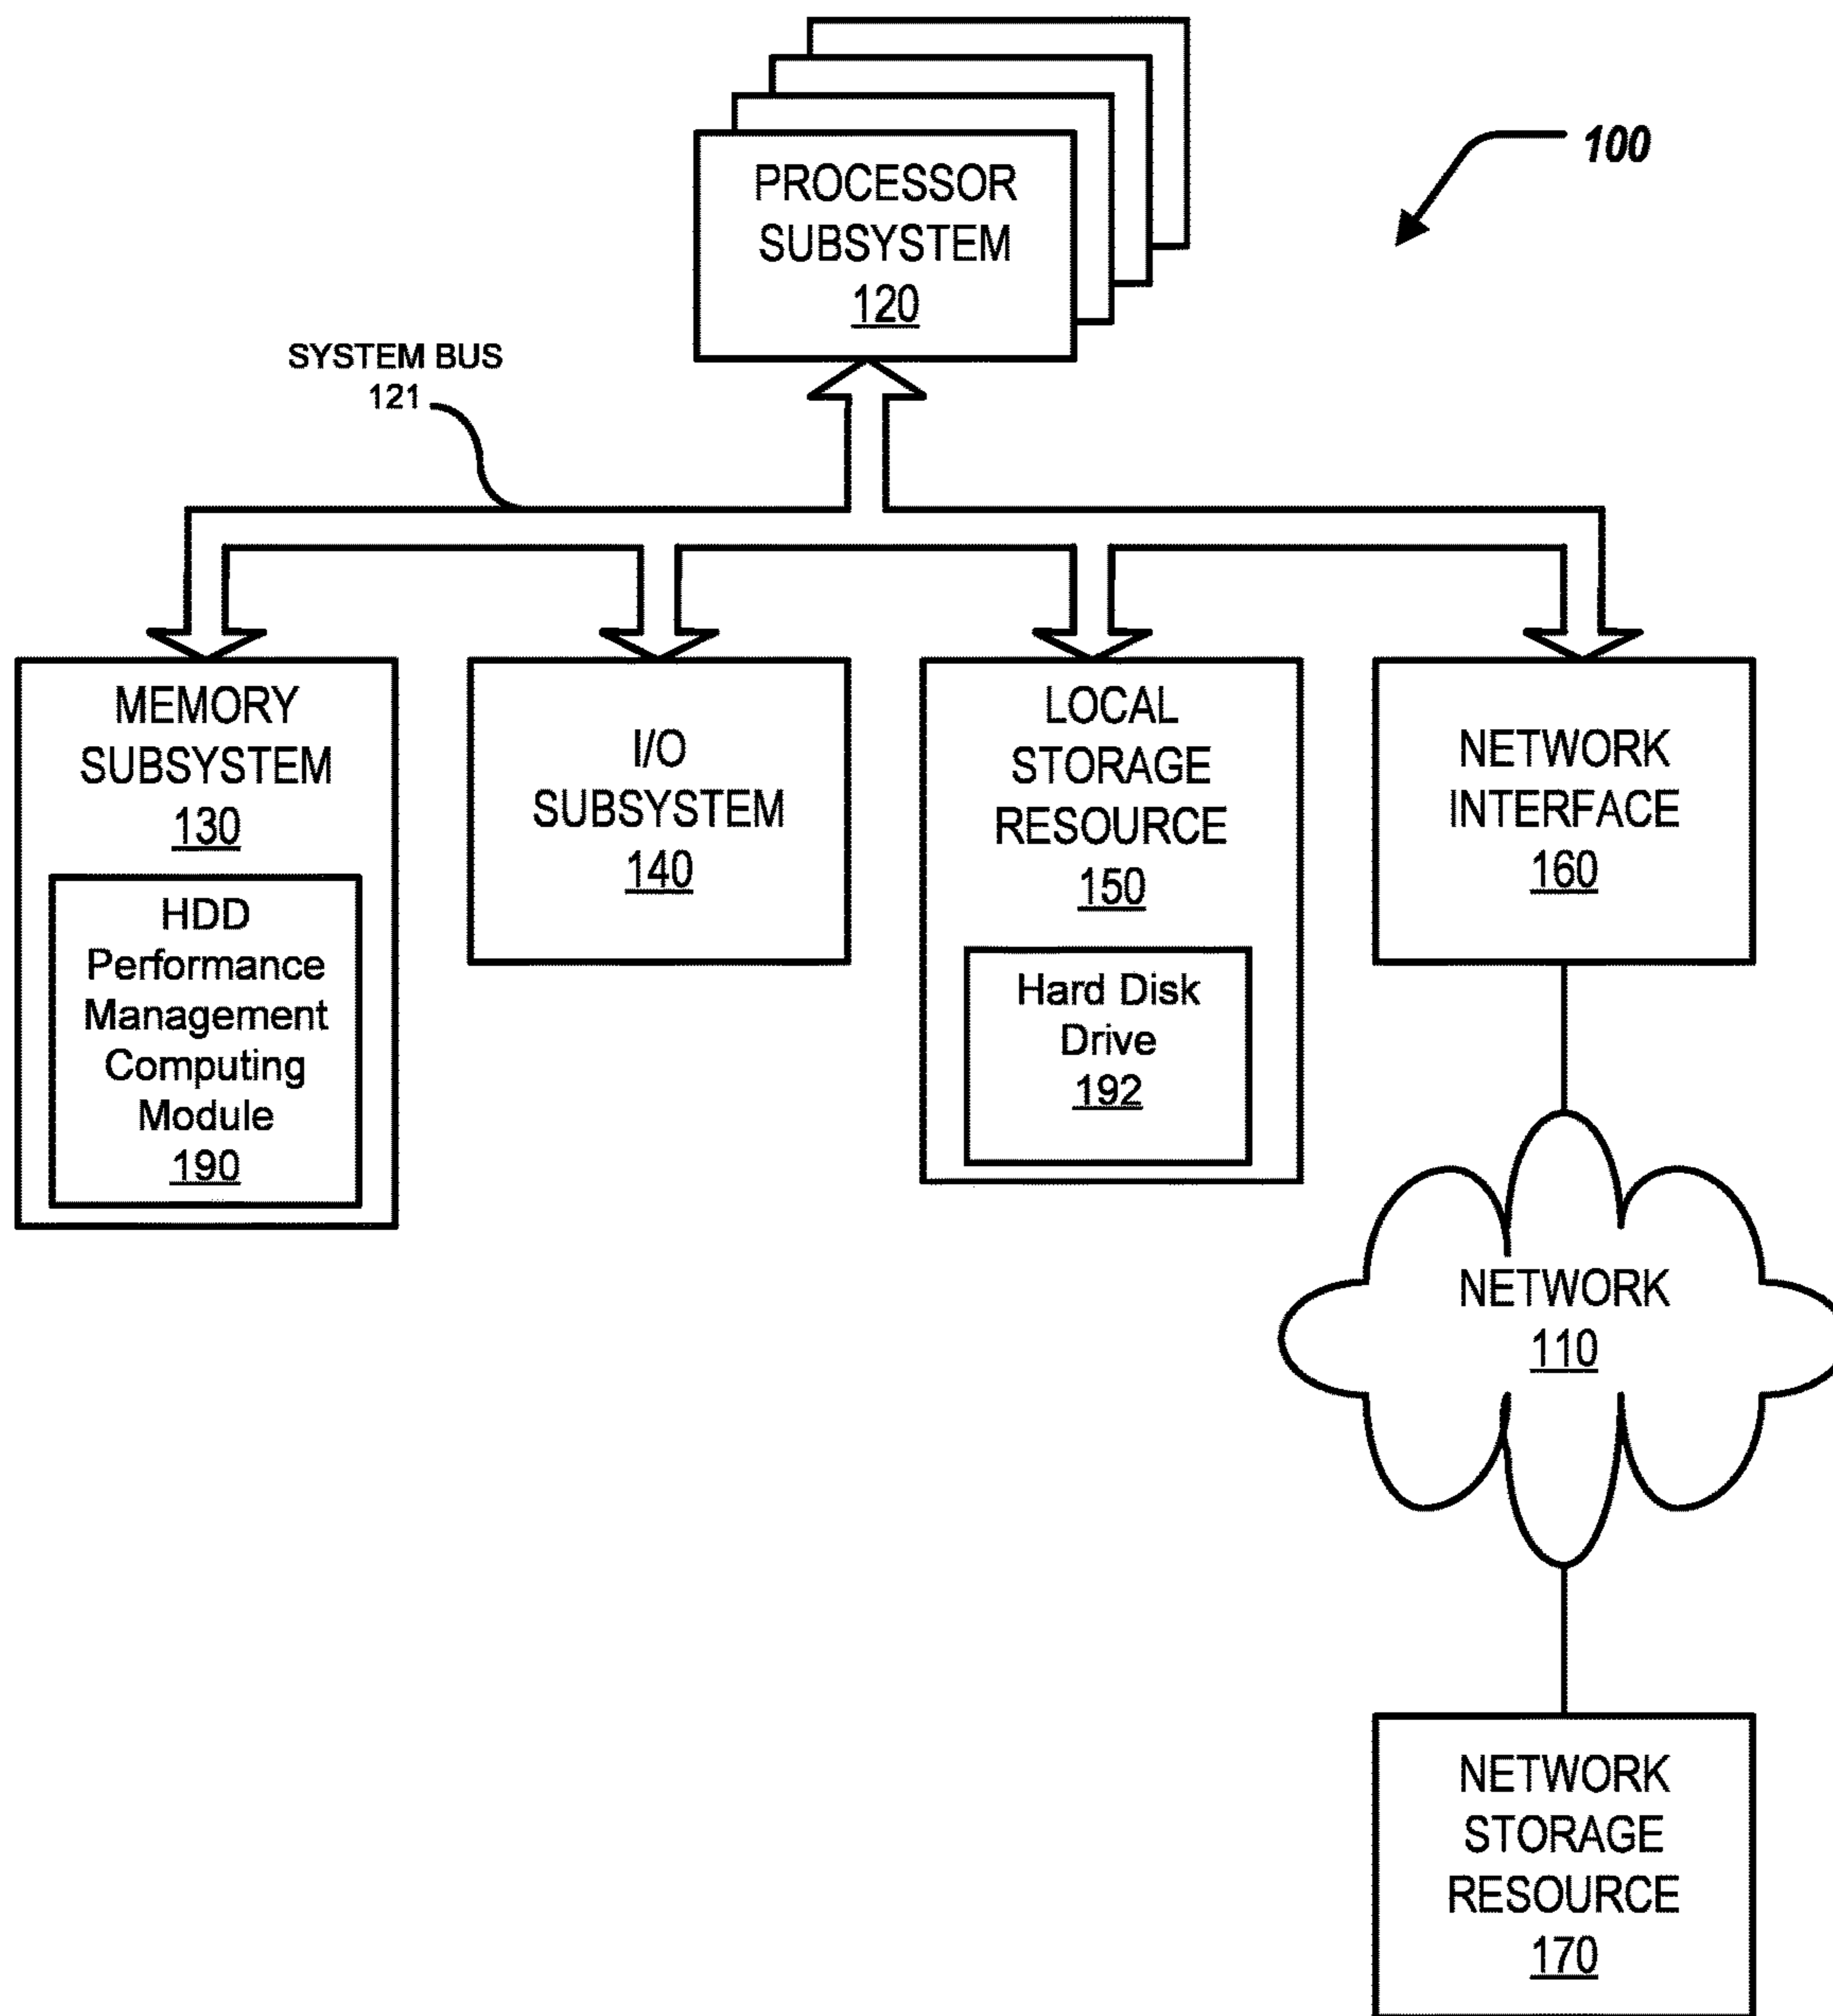 PROCESSOR
SUBSYSTEM
120
100
SYSTEM BUS
121
MEMORY
SUBSYSTEM
130
HDD
Performance
Management
Computing
Module
190
I/O
SUBSYSTEM
140
LOCAL
STORAGE
RESOURCE
150
Hard Disk
Drive
192
NETWORK
INTERFACE
160
NETWORK
110
NETWORK
STORAGE
RESOURCE
170